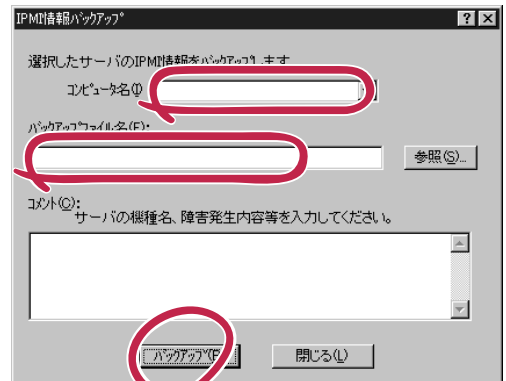 IPMI情報バックアップ
選択したサーバのIPMI情報をバックアップします
コンピュータ名(I)
バックアップファイル名(F):
参照(S)...
コメント(C):
サーバの機種名、障害発生内容等を入力してください。
バックアップ(B)
閉じる(L)